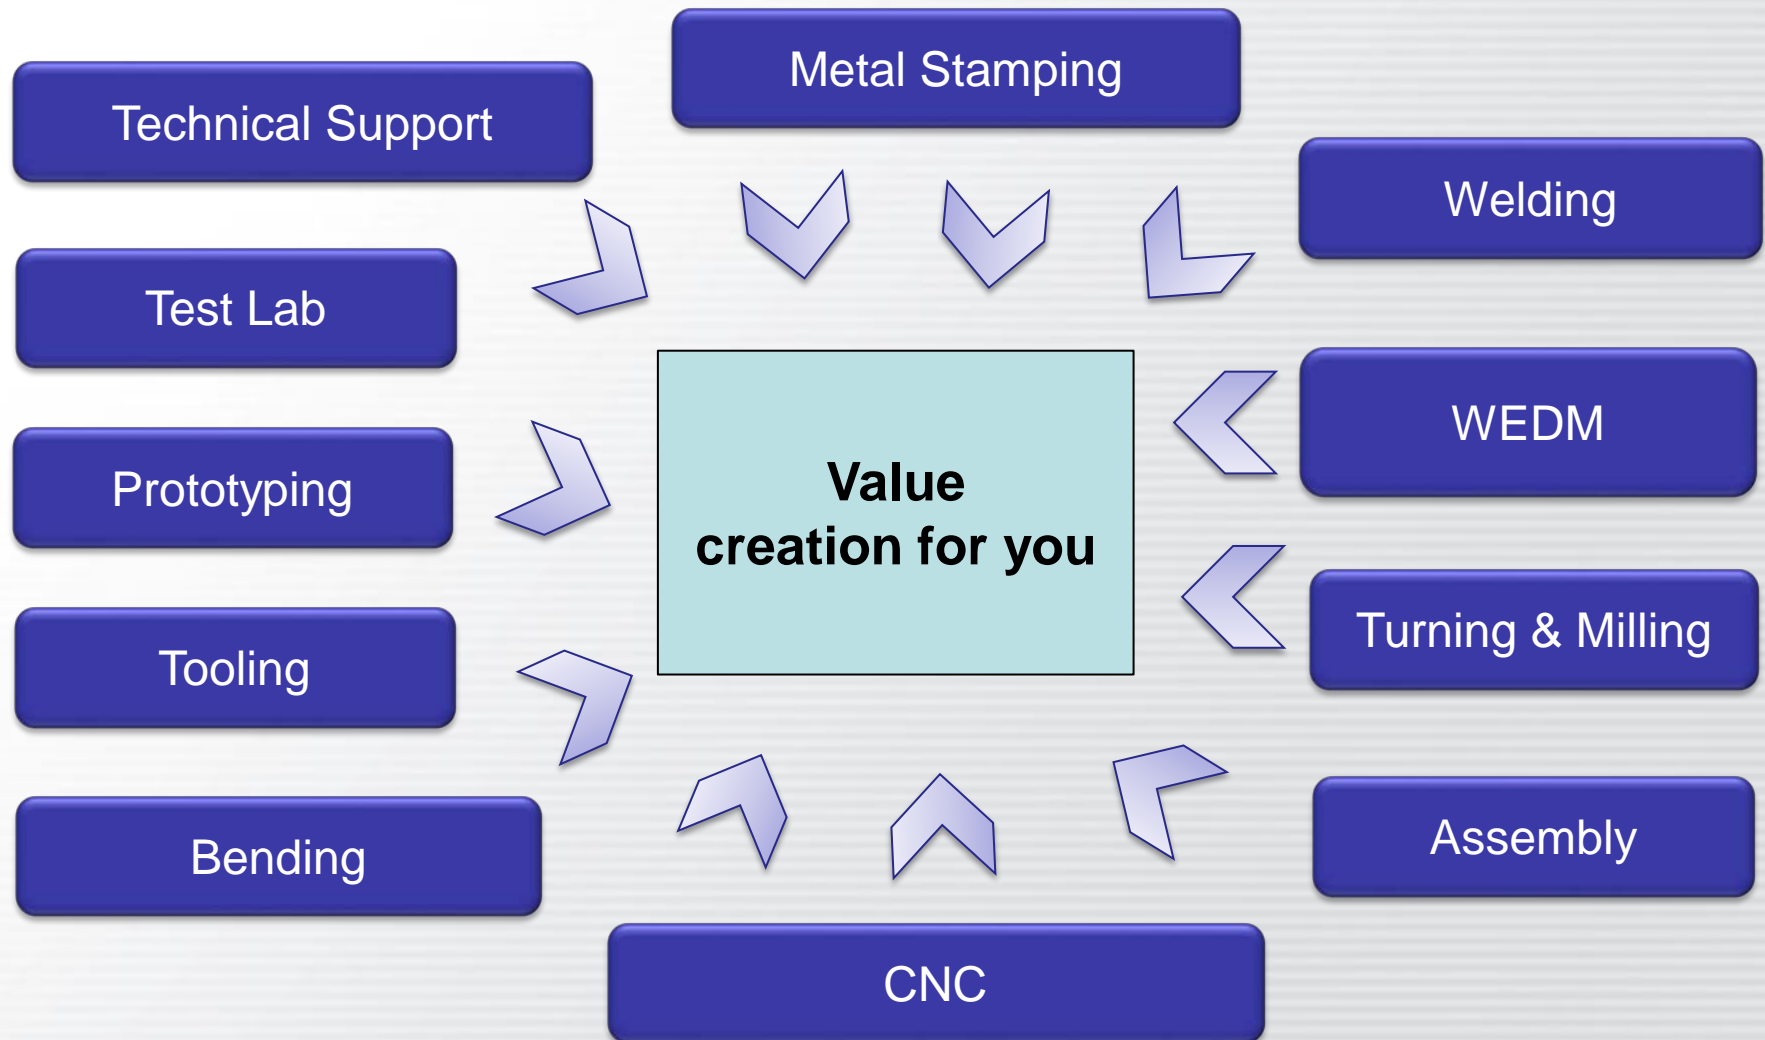 Metal Stamping
Technical Support
Welding
Test Lab
WEDM
Prototyping
Value
creation for you
Turning & Milling
Tooling
Assembly
Bending
CNC